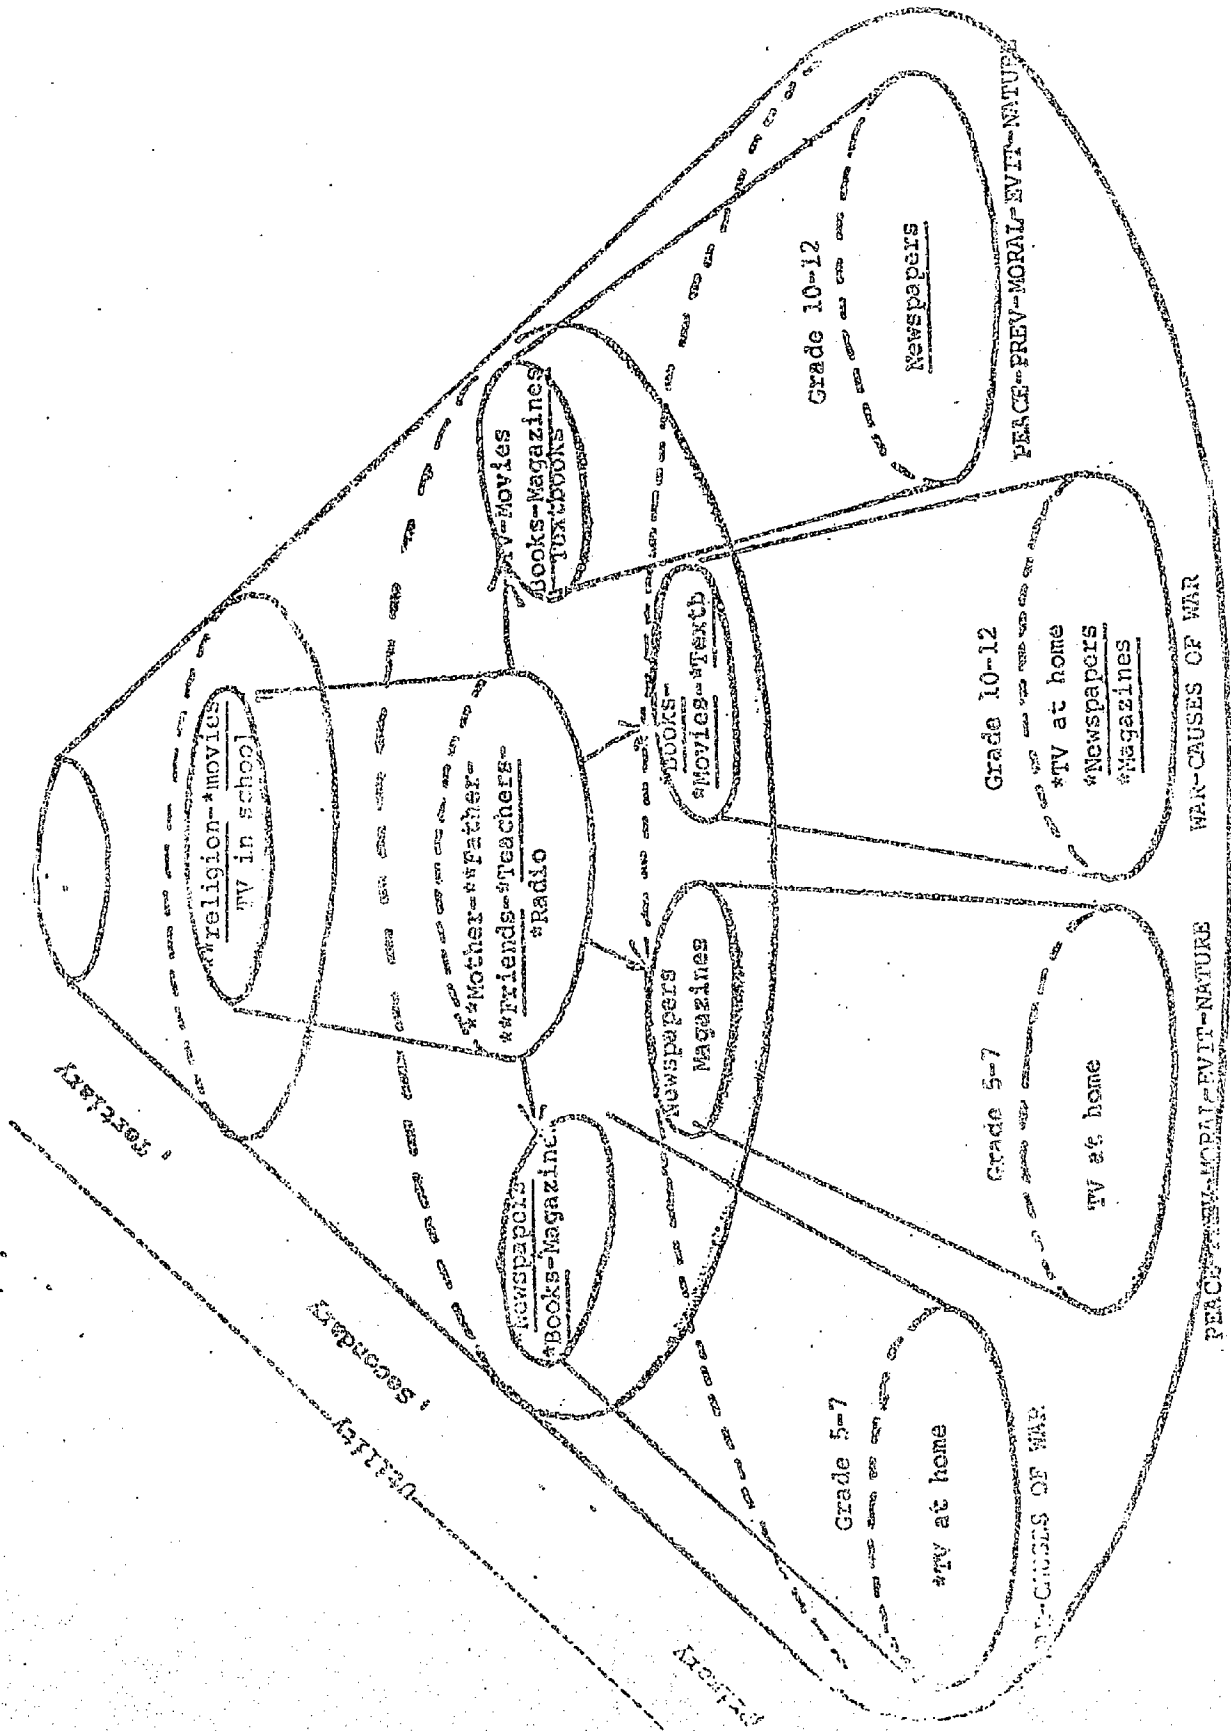 'Tertiary
'Secondary
Utility
Primary
**religion-*movies
TV in school
**Mother-**Father-
**Friends-*Teachers-
*Radio
*Newspapers
*Books-Magazine
Newspapers
Magazines
*Books-
*Movies-*Textb
TV-Movies
Books-Magazines
Textbooks
Grade 5-7
*TV at home
CAUSES OF WAR
Grade 5-7
TV at home
PEACE-PREV-MORAL-EVIT-NATURE
Grade 10-12
*TV at home
*Newspapers
*Magazines
WAR-CAUSES OF WAR
Grade 10-12
Newspapers
PEACE-PREV-MORAL-EVIT-NATURE